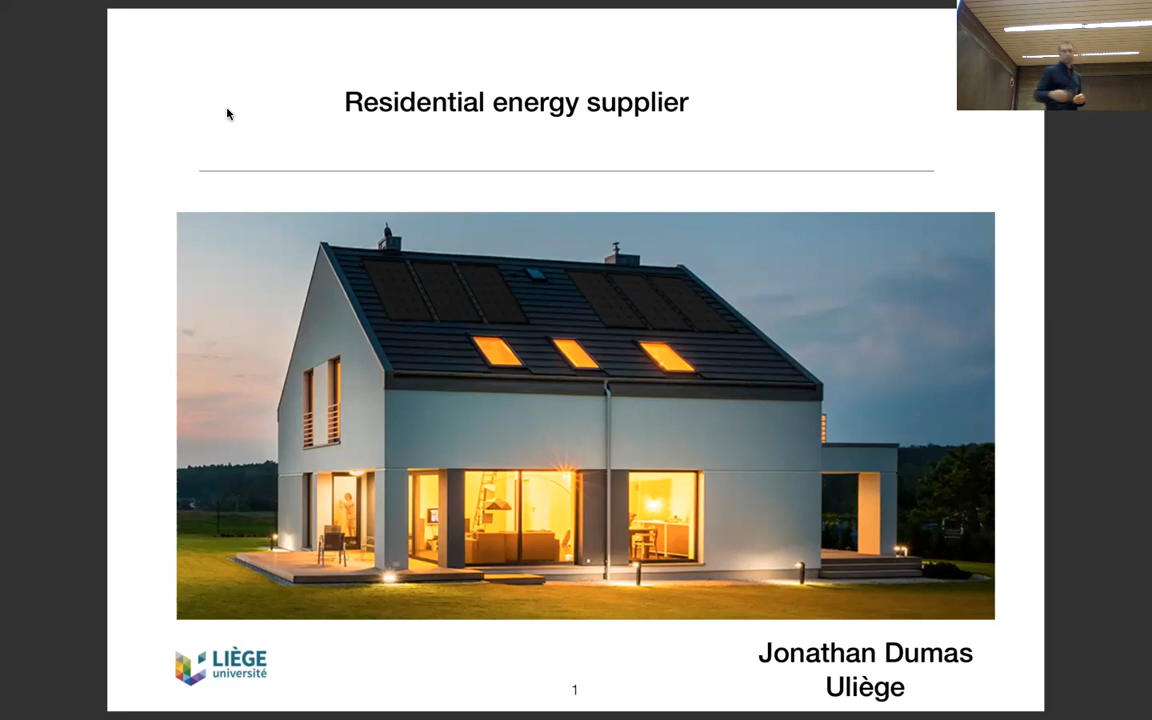 Residential energy supplier
LIÈGE
université
1
Jonathan Dumas
Uliège